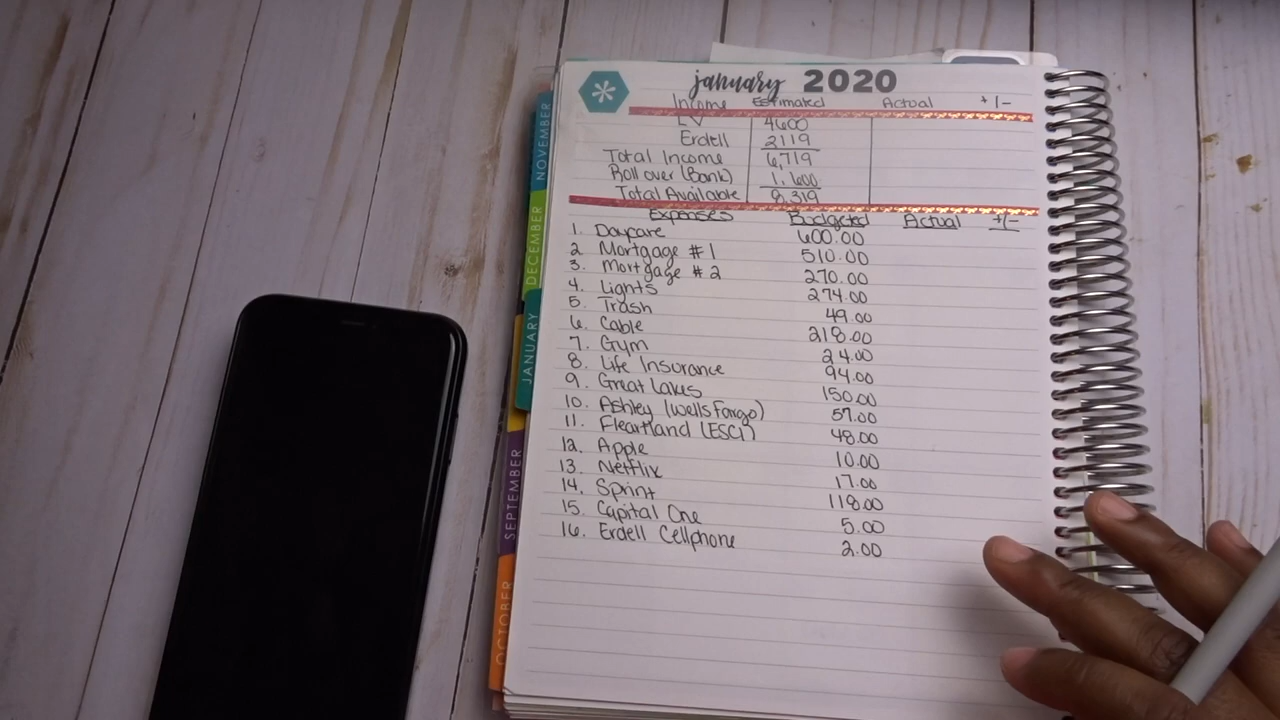 january 2020
Income Estimated Actual +/-
LV 4600
Erdell 2119
Total Income 6,719
Roll over (Bank) 1,600
Total Available 8,319
Expenses Budgeted Actual +/-
1. Daycare 600.00
2. Mortgage #1 510.00
3. Mortgage #2 270.00
4. Lights 274.00
5. Trash 49.00
6. Cable 218.00
7. Gym 24.00
8. Life Insurance 94.00
9. Great Lakes 150.00
10. Ashley (Wells Fargo) 57.00
11. Heartland (ESCI) 48.00
12. Apple 10.00
13. Netflix 17.00
14. Sprint 118.00
15. Capital One 5.00
16. Erdell Cellphone 2.00
NOVEMBER
DECEMBER
JANUARY
SEPTEMBER
OCTOBER